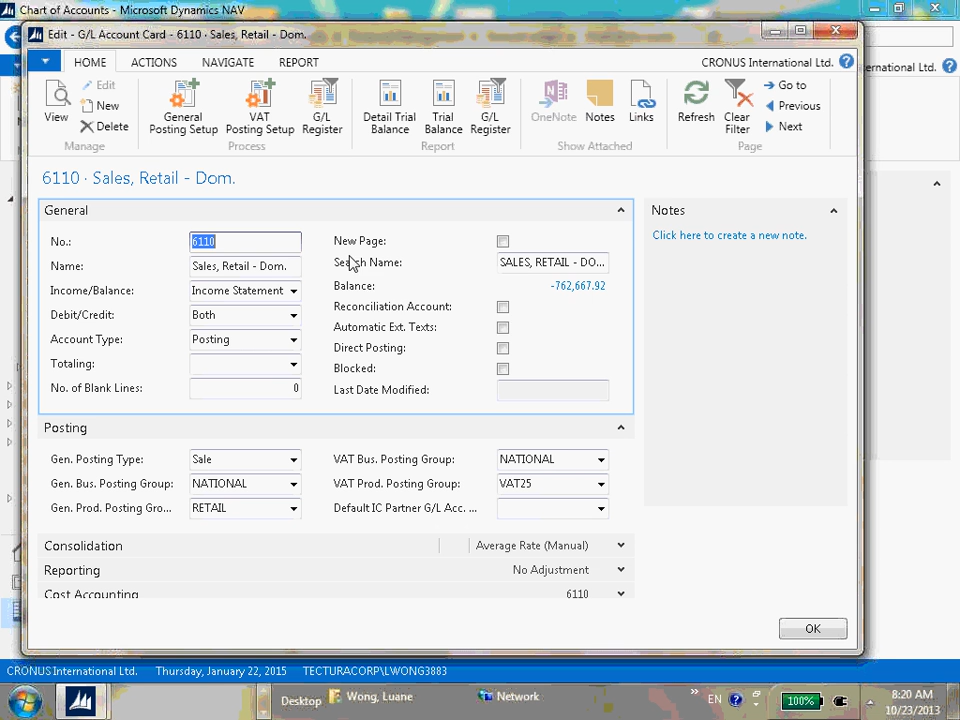 Chart of Accounts - Microsoft Dynamics NAV
Edit - G/L Account Card - 6110 · Sales, Retail - Dom.
HOME ACTIONS NAVIGATE REPORT CRONUS International Ltd.
ernational Ltd.
View
Edit
New
Delete
Manage
General Posting Setup
VAT Posting Setup
G/L Register
Process
Detail Trial Balance
Trial Balance
G/L Register
Report
OneNote
Notes
Links
Show Attached
Refresh
Clear Filter
Go to
Previous
Next
Page
6110 · Sales, Retail - Dom.
General
No.: 6110
Name: Sales, Retail - Dom.
Income/Balance: Income Statement
Debit/Credit: Both
Account Type: Posting
Totaling:
No. of Blank Lines: 0
New Page:
Search Name: SALES, RETAIL - DO...
Balance: -762,667.92
Reconciliation Account:
Automatic Ext. Texts:
Direct Posting:
Blocked:
Last Date Modified:
Notes
Click here to create a new note.
Posting
Gen. Posting Type: Sale
Gen. Bus. Posting Group: NATIONAL
Gen. Prod. Posting Gro... RETAIL
VAT Bus. Posting Group: NATIONAL
VAT Prod. Posting Group: VAT25
Default IC Partner G/L Acc. ...
Consolidation Average Rate (Manual)
Reporting No Adjustment
Cost Accounting 6110
OK
CRONUS International Ltd. Thursday, January 22, 2015 TECTURACORP\LWONG3883
Desktop Wong, Luane Network EN 100% 8:20 AM
10/23/2013